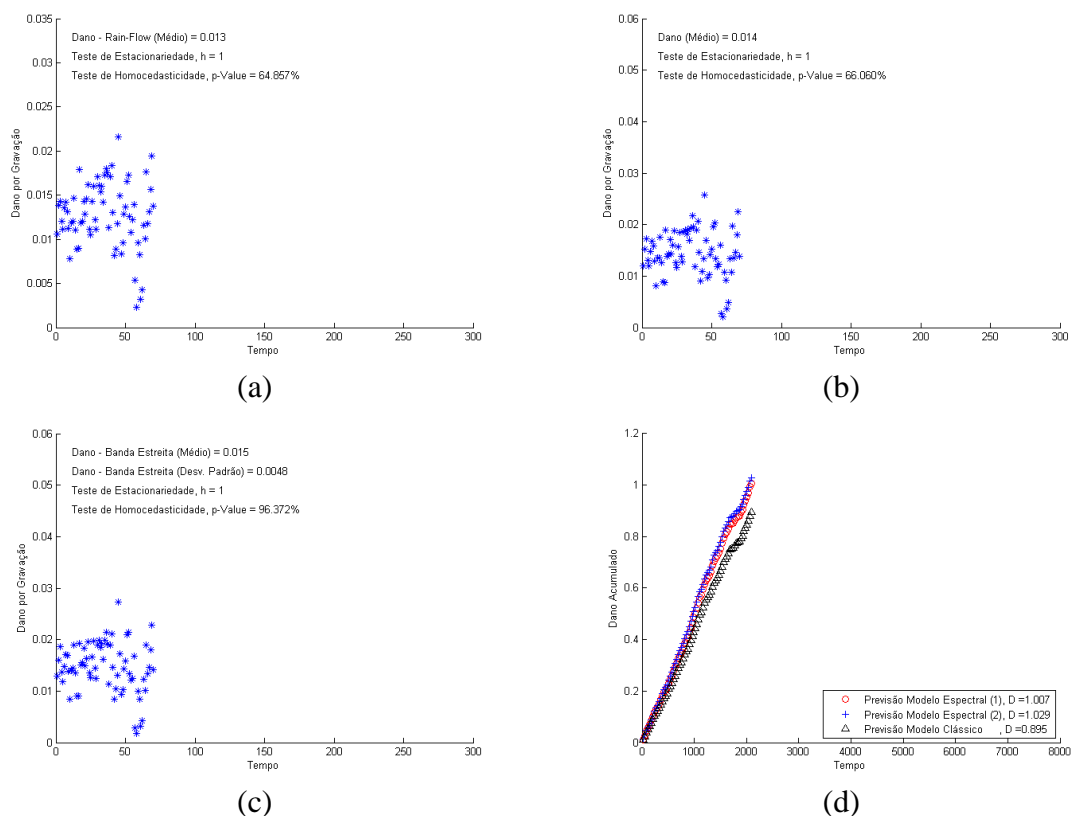 0.035
Dano - Rain-Flow (Médio) = 0.013
Teste de Estacionariedade, h = 1
Teste de Homocedasticidade, p-Value = 64.857%
0.03
0.025
0.02
0.015
0.01
0.005
0
Dano por Gravação
0 50 100 150 200 250 300
Tempo
(a)
0.06
Dano (Médio) = 0.014
Teste de Estacionariedade, h = 1
Teste de Homocedasticidade, p-Value = 66.060%
0.05
0.04
0.03
0.02
0.01
0
Dano por Gravação
0 50 100 150 200 250 300
Tempo
(b)
0.06
Dano - Banda Estreita (Médio) = 0.015
Dano - Banda Estreita (Desv. Padrão) = 0.0048
Teste de Estacionariedade, h = 1
Teste de Homocedasticidade, p-Value = 96.372%
0.05
0.04
0.03
0.02
0.01
0
Dano por Gravação
0 50 100 150 200 250 300
Tempo
(c)
1.2
1
0.8
0.6
0.4
0.2
0
Dano Acumulado
Previsão Modelo Espectral (1), D =1.007
Previsão Modelo Espectral (2), D =1.029
Previsão Modelo Clássico , D =0.895
0 1000 2000 3000 4000 5000 6000 7000 8000
Tempo
(d)